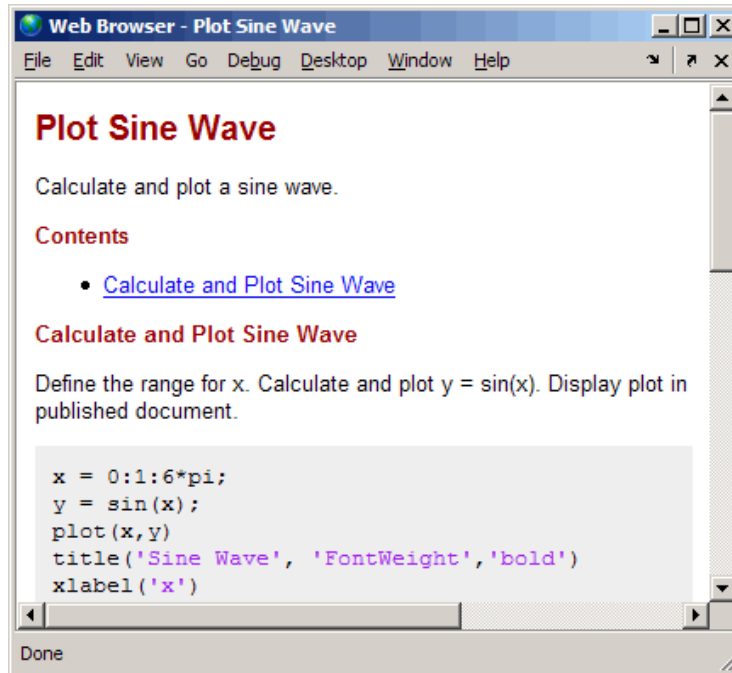 Web Browser - Plot Sine Wave
File Edit View Go Debug Desktop Window Help
Plot Sine Wave
Calculate and plot a sine wave.
Contents
• Calculate and Plot Sine Wave
Calculate and Plot Sine Wave
Define the range for x. Calculate and plot y = sin(x). Display plot in
published document.
x = 0:1:6*pi;
y = sin(x);
plot(x,y)
title('Sine Wave', 'FontWeight','bold')
xlabel('x')
Done